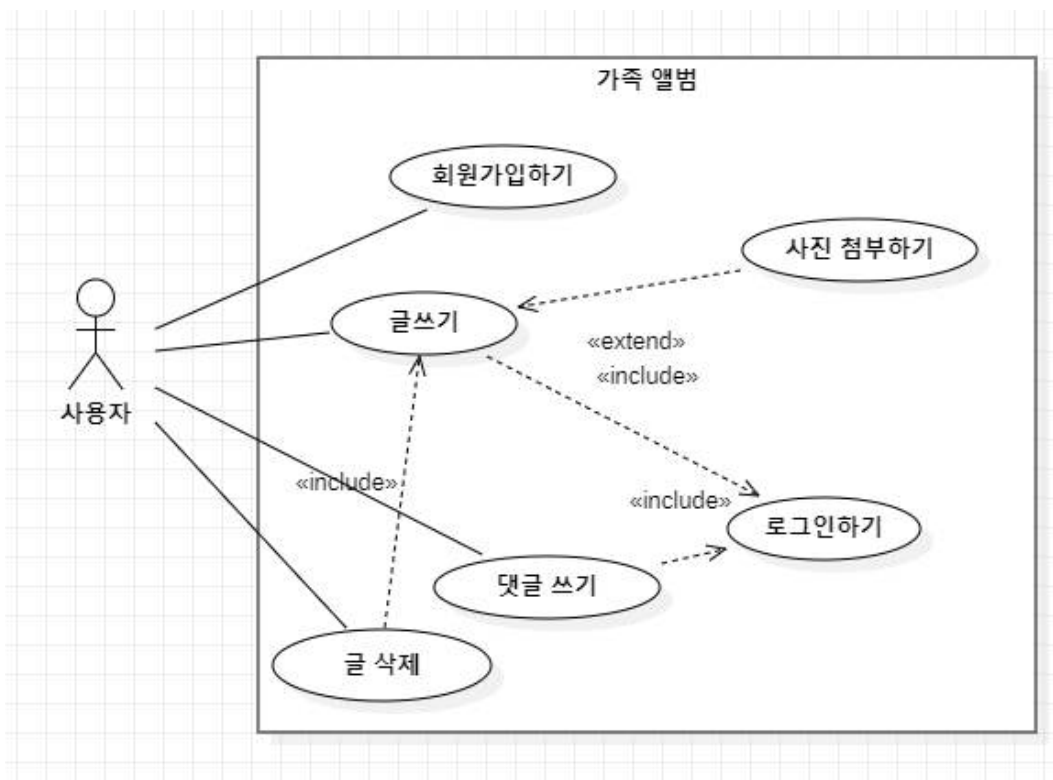 가족 앨범
회원가입하기
사진 첨부하기
글쓰기
«extend»
«include»
사용자
«include»
«include»
로그인하기
댓글 쓰기
글 삭제